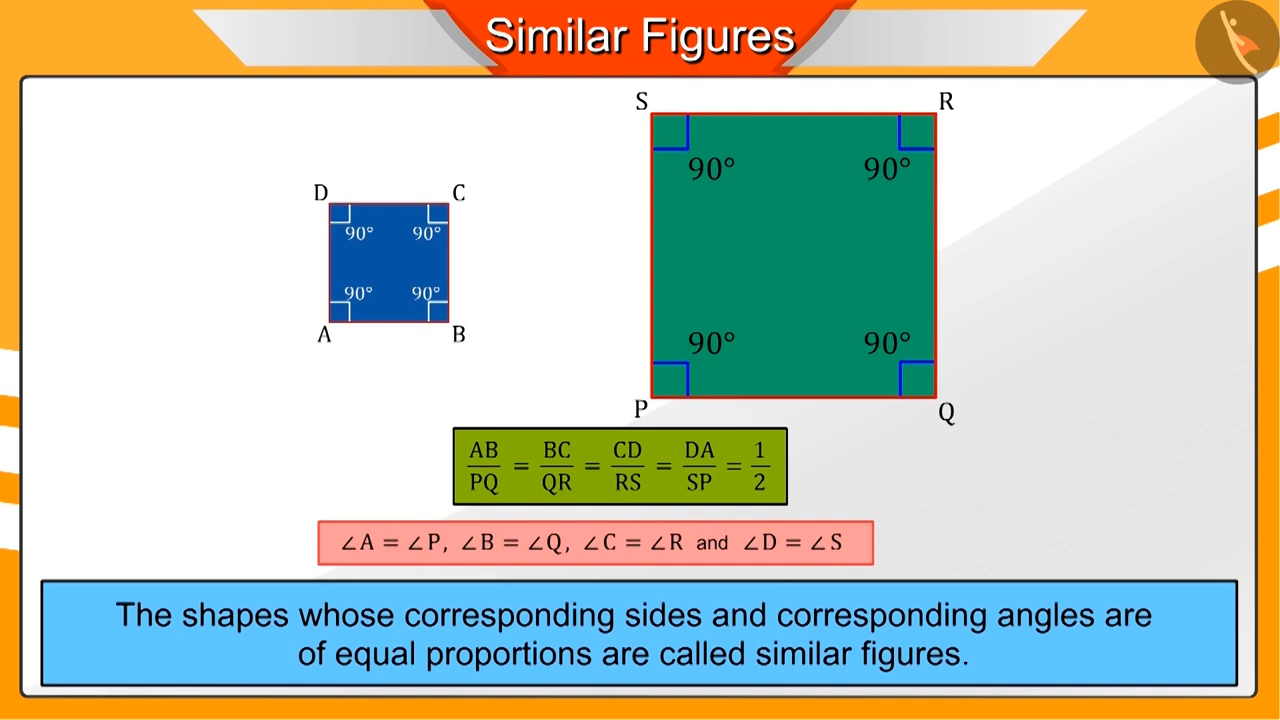 Similar Figures
S R
90° 90°
D C
90° 90°
90° 90°
A B
90° 90°
P Q
AB/PQ = BC/QR = CD/RS = DA/SP = 1/2
∠A = ∠P, ∠B = ∠Q, ∠C = ∠R and ∠D = ∠S
The shapes whose corresponding sides and corresponding angles are
of equal proportions are called similar figures.